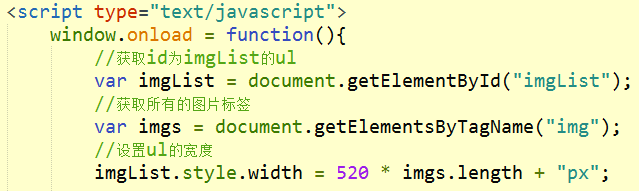 <script type="text/javascript">
window.onload = function(){
//获取id为imgList的ul
var imgList = document.getElementById("imgList");
//获取所有的图片标签
var imgs = document.getElementsByTagName("img");
//设置ul的宽度
imgList.style.width = 520 * imgs.length + "px";